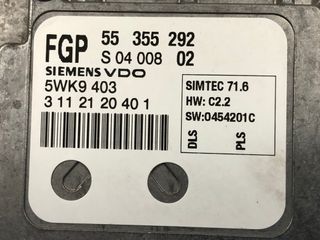 FGP 55 355 292
S 04 008 02
SIEMENS VDO
5WK9 403
3 11 21 20 40 1
SIMTEC 71.6
HW: C2.2
SW:0454201C
DLS
PLS